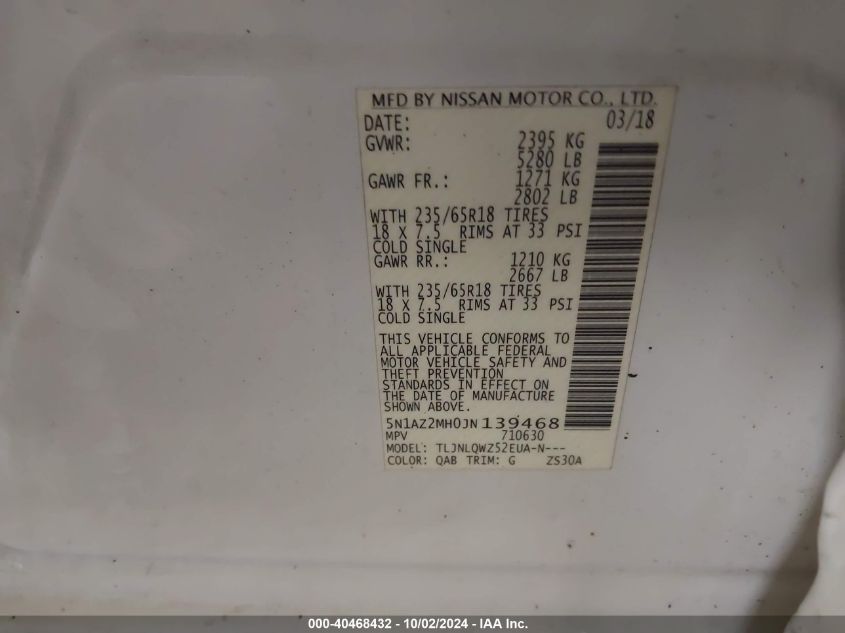 MFD BY NISSAN MOTOR CO., LTD.
DATE: 03/18
GVWR: 2395 KG
5280 LB
GAWR FR.: 1271 KG
2802 LB
WITH 235/65R18 TIRES
18 X 7.5 RIMS AT 33 PSI
COLD SINGLE
GAWR RR.: 1210 KG
2667 LB
WITH 235/65R18 TIRES
18 X 7.5 RIMS AT 33 PSI
COLD SINGLE
THIS VEHICLE CONFORMS TO
ALL APPLICABLE FEDERAL
MOTOR VEHICLE SAFETY AND
THEFT PREVENTION
STANDARDS IN EFFECT ON
THE DATE OF MANUFACTURE
SHOWN ABOVE.
5N1AZ2MH0JN139468
MPV 710630
MODEL: TLJNLQWZ52EUA-N---
COLOR: QAB TRIM: G ZS30A
000-40468432 - 10/02/2024 - IAA Inc.